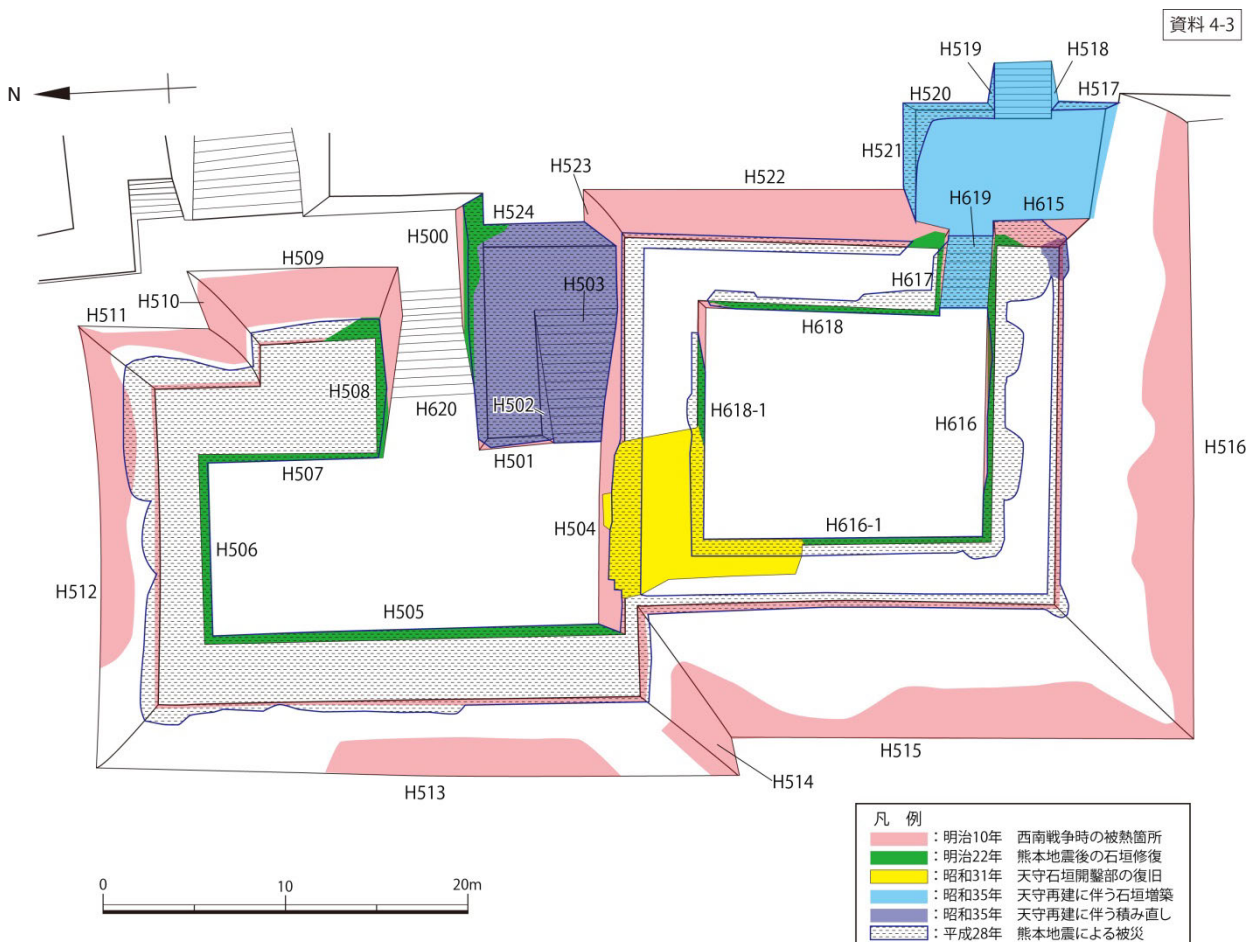 資料 4-3
N
H519
H518
H520
H517
H521
H523
H522
H619
H615
H524
H500
H509
H510
H503
H617
H511
H618
H508
H502
H620
H618-1
H616
H516
H507
H501
H504
H616-1
H506
H512
H505
H515
H514
H513
0 10 20m
凡 例
：明治10年 西南戦争時の被熱箇所
：明治22年 熊本地震後の石垣修復
：昭和31年 天守石垣開鑿部の復旧
：昭和35年 天守再建に伴う石垣増築
：昭和35年 天守再建に伴う積み直し
：平成28年 熊本地震による被災